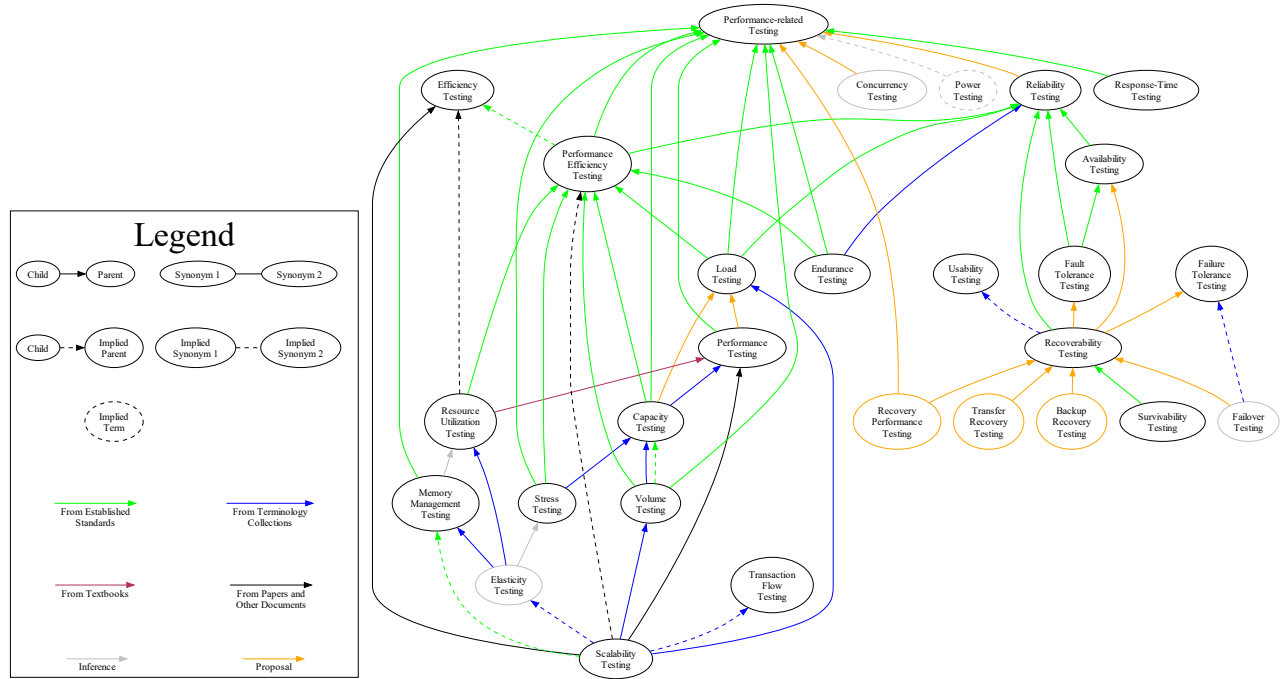 Performance-related
Testing
Efficiency
Testing
Concurrency
Testing
Power
Testing
Reliability
Testing
Response-Time
Testing
Performance
Efficiency
Testing
Availability
Testing
Legend
Child
Parent
Synonym 1
Synonym 2
Child
Implied
Parent
Implied
Synonym 1
Implied
Synonym 2
Implied
Term
From Established
Standards
From Terminology
Collections
From Textbooks
From Papers and
Other Documents
Inference
Proposal
Load
Testing
Endurance
Testing
Usability
Testing
Fault
Tolerance
Testing
Failure
Tolerance
Testing
Performance
Testing
Recoverability
Testing
Resource
Utilization
Testing
Capacity
Testing
Recovery
Performance
Testing
Transfer
Recovery
Testing
Backup
Recovery
Testing
Survivability
Testing
Failover
Testing
Memory
Management
Testing
Stress
Testing
Volume
Testing
Elasticity
Testing
Transaction
Flow
Testing
Scalability
Testing